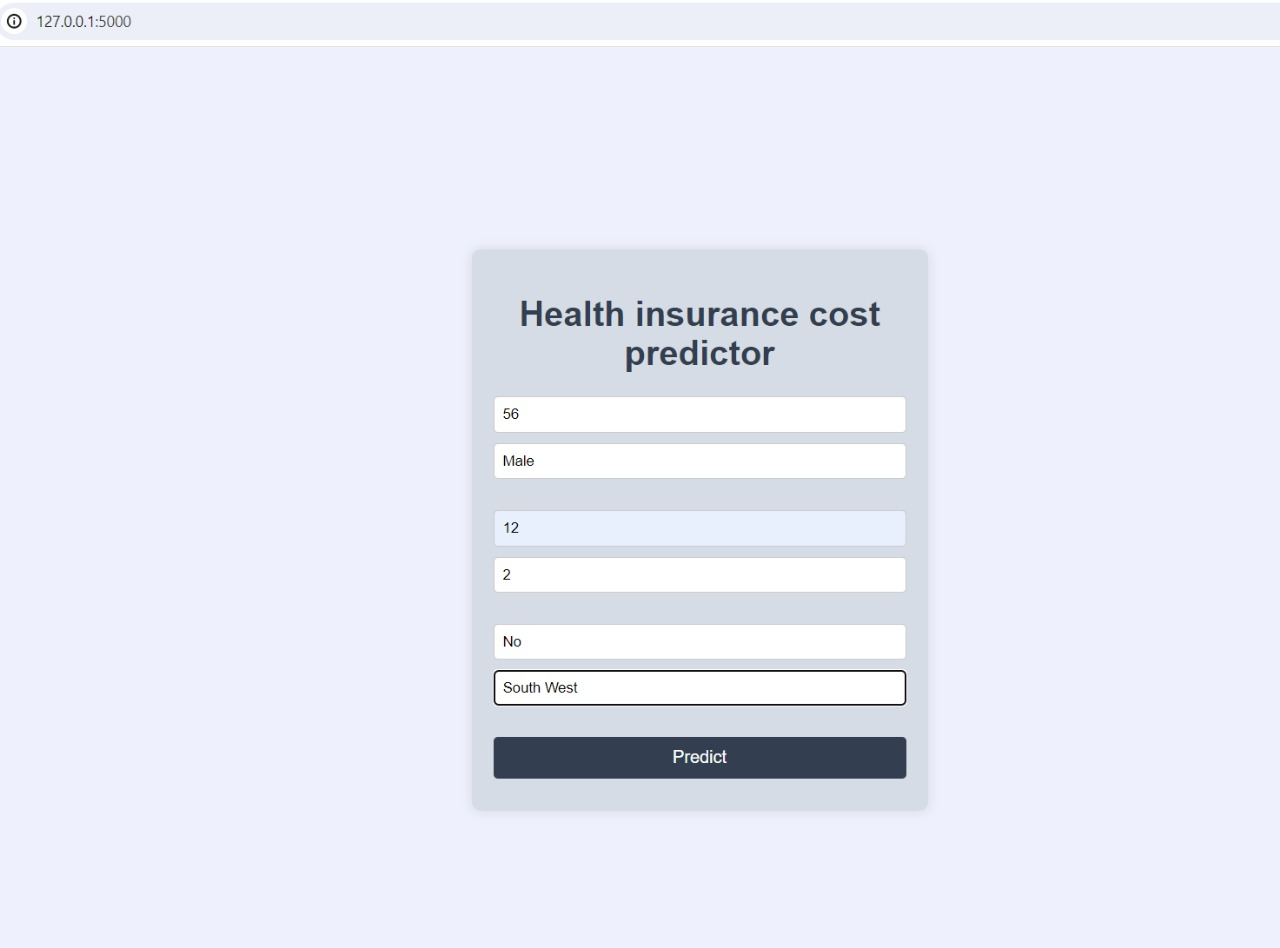 127.0.0.1:5000
Health insurance cost
predictor
56
Male
12
2
No
South West
Predict